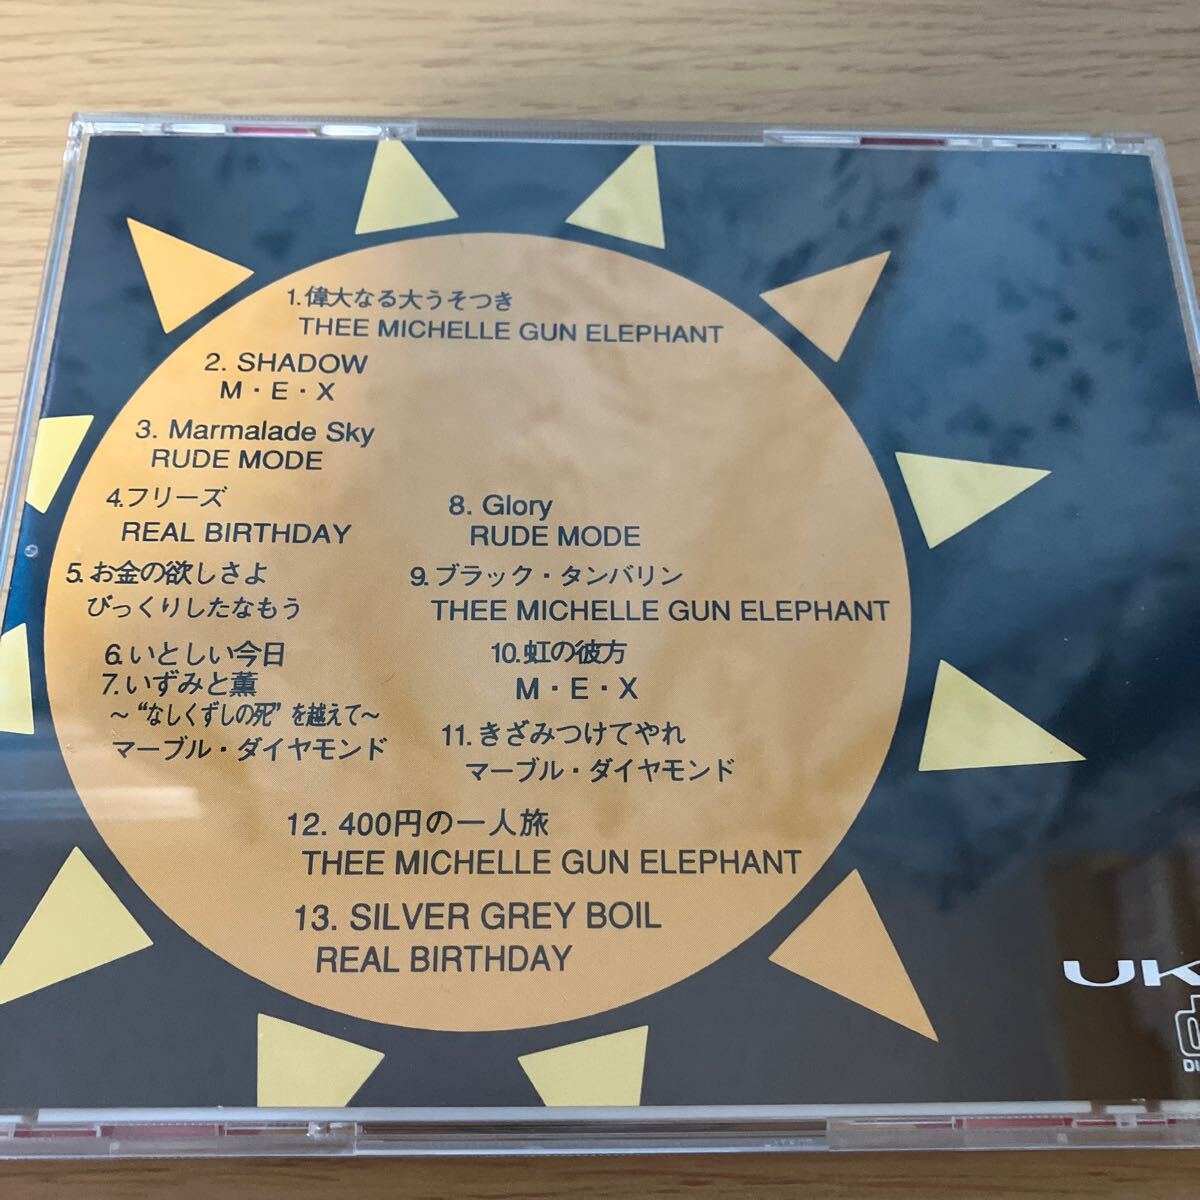 1.偉大なる大うそつき
THEE MICHELLE GUN ELEPHANT
2. SHADOW
M・E・X
3. Marmalade Sky
RUDE MODE
4.フリーズ
REAL BIRTHDAY
5.お金の欲しさよ
びっくりしたなもう
6.いとしい今日
7.いずみと薫
～“なしくずしの死”を越えて～
マーブル・ダイヤモンド
8. Glory
RUDE MODE
9.ブラック・タンバリン
THEE MICHELLE GUN ELEPHANT
10.虹の彼方
M・E・X
11.きざみつけてやれ
マーブル・ダイヤモンド
12. 400円の一人旅
THEE MICHELLE GUN ELEPHANT
13. SILVER GREY BOIL
REAL BIRTHDAY
UK